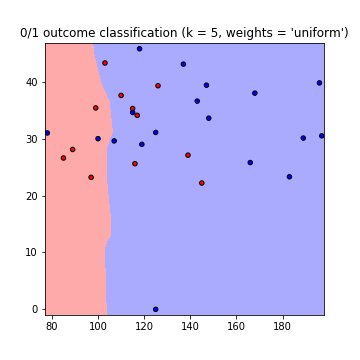 0/1 outcome classification (k = 5, weights = 'uniform')
40
30
20
10
0
80 100 120 140 160 180